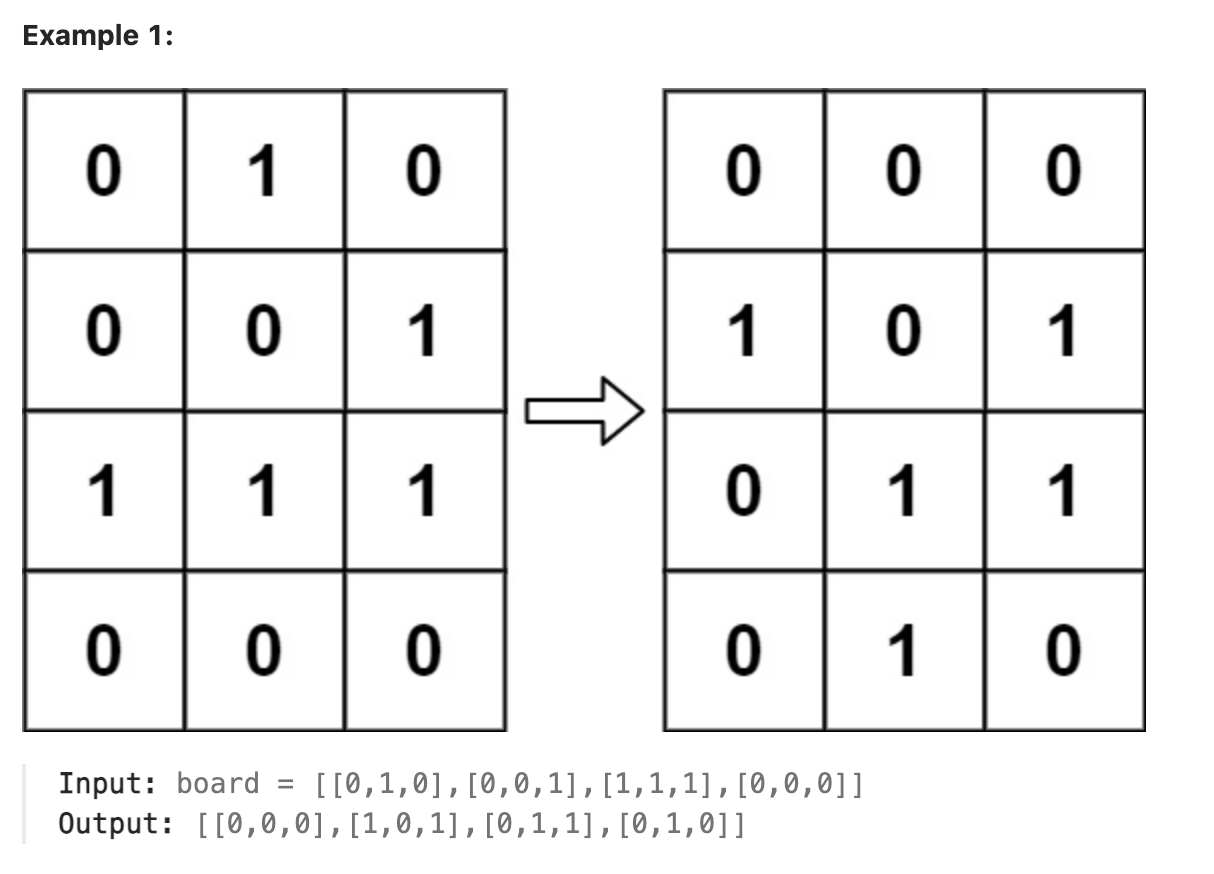 Example 1:
0 1 0 0 0 0
0 0 1 1 0 1
1 1 1 0 1 1
0 0 0 0 1 0
Input: board = [[0,1,0],[0,0,1],[1,1,1],[0,0,0]]
Output: [[0,0,0],[1,0,1],[0,1,1],[0,1,0]]